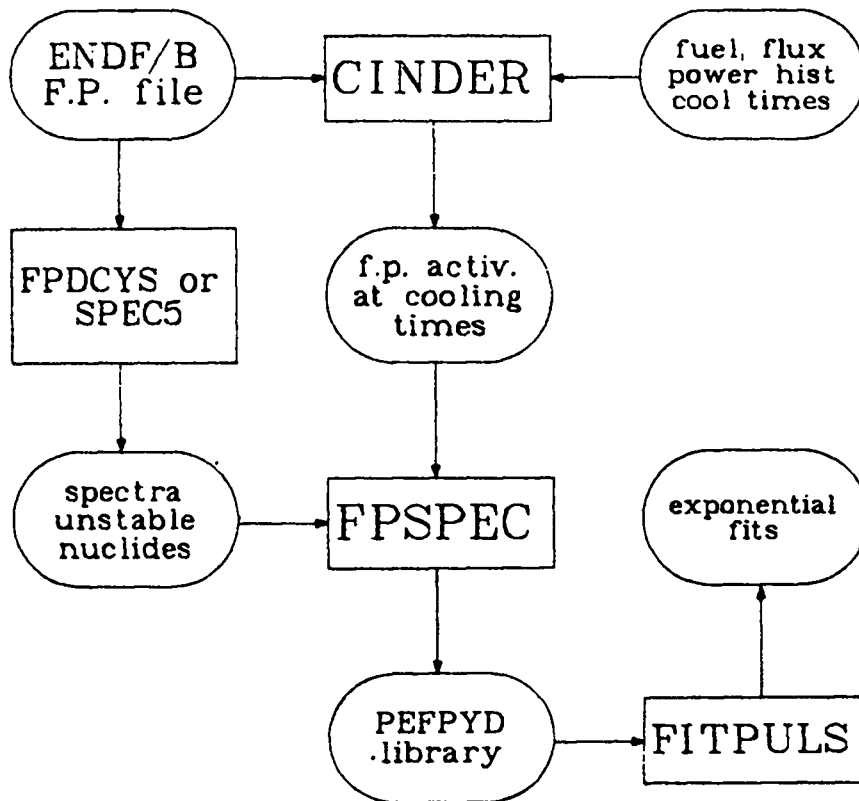 ENDF/B
F.P. file
CINDER
fuel, flux
power hist
cool times
FPDCYS or
SPEC5
f.p. activ.
at cooling
times
spectra
unstable
nuclides
FPSPEC
exponential
fits
PEFPYD
library
FITPULS